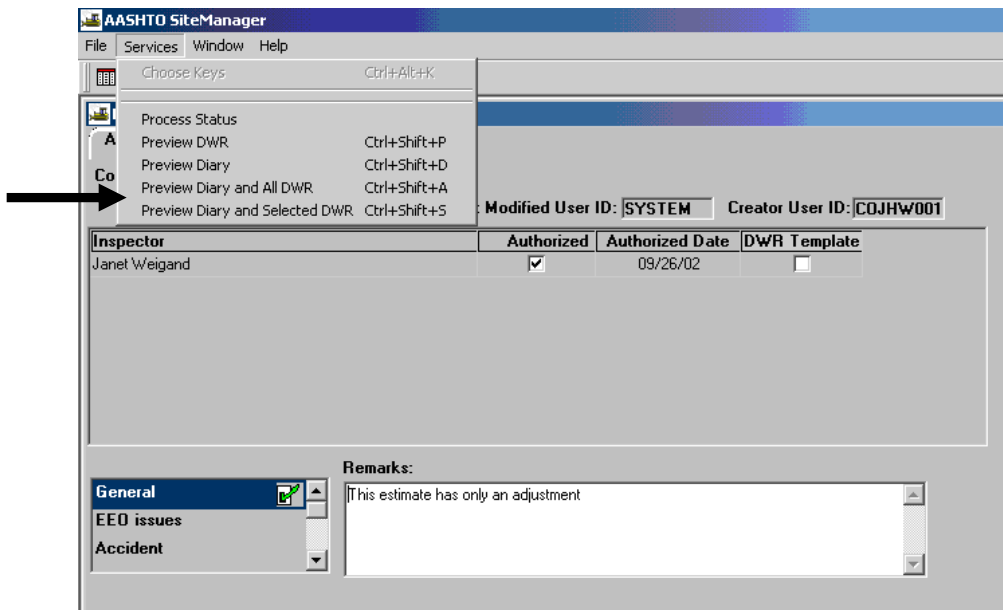 AASHTO SiteManager
File Services Window Help
Choose Keys Ctrl+Alt+K
Process Status
Preview DWR Ctrl+Shift+P
Preview Diary Ctrl+Shift+D
Preview Diary and All DWR Ctrl+Shift+A
Preview Diary and Selected DWR Ctrl+Shift+S
A
Co
Modified User ID: SYSTEM Creator User ID: COJHW001
Inspector Authorized Authorized Date DWR Template
Janet Weigand 09/26/02
Remarks:
General
EEO issues
Accident
This estimate has only an adjustment